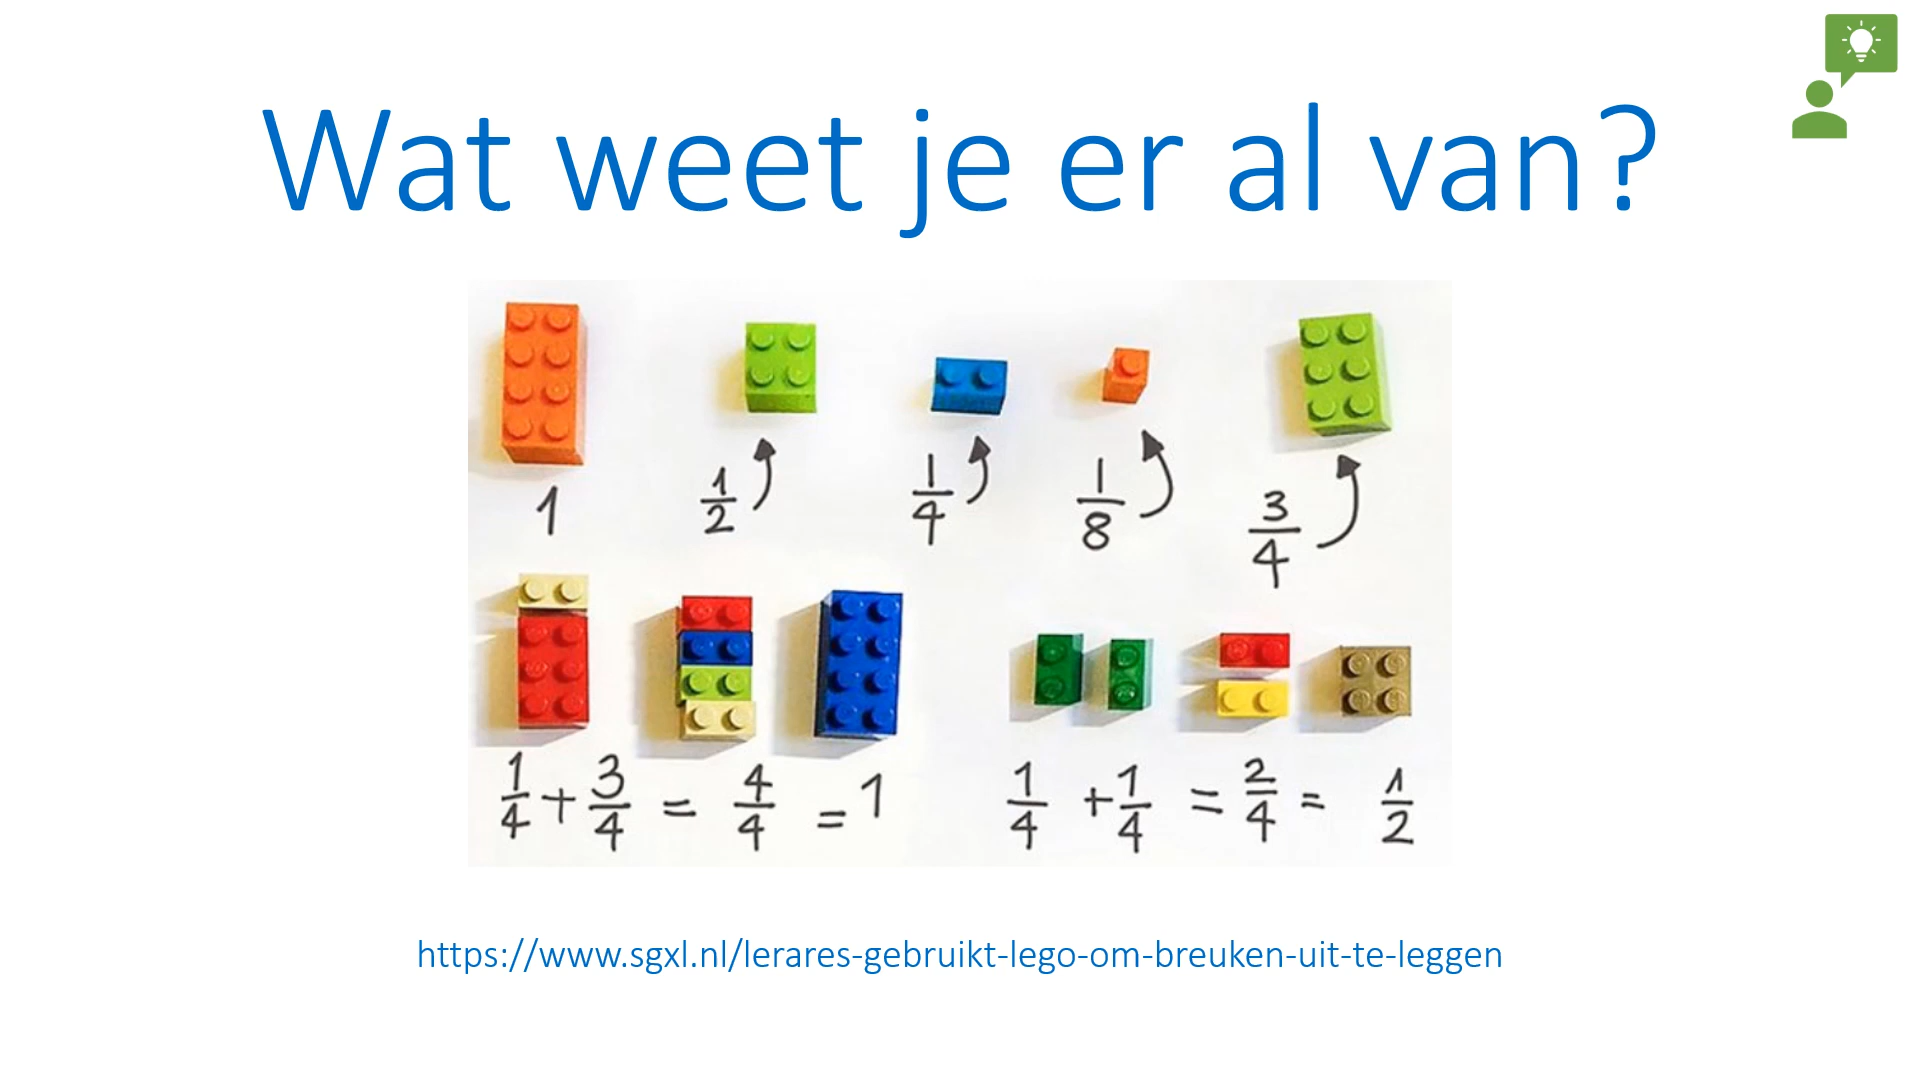 Wat weet je er al van?
1 1/2 1/4 1/8 3/4
1/4 + 3/4 = 4/4 = 1
1/4 + 1/4 = 2/4 = 1/2
https://www.sgxl.nl/lerares-gebruikt-lego-om-breuken-uit-te-leggen